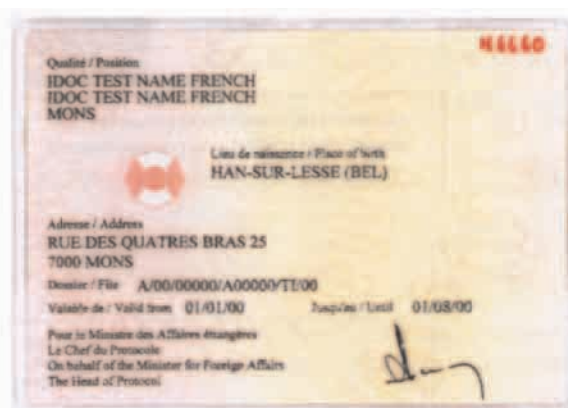 Qualité / Position
IDOC TEST NAME FRENCH
IDOC TEST NAME FRENCH
MONS
Lieu de naissance / Place of birth
HAN-SUR-LESSE (BEL)
Adresse / Address
RUE DES QUATRES BRAS 25
7000 MONS
Dossier / File A/00/00000/A00000/TI/00
Valable de / Valid from 01/01/00 Jusqu'au / Until 01/08/00
Pour le Ministre des Affaires étrangères
Le Chef du Protocole
On behalf of the Minister for Foreign Affairs
The Head of Protocol